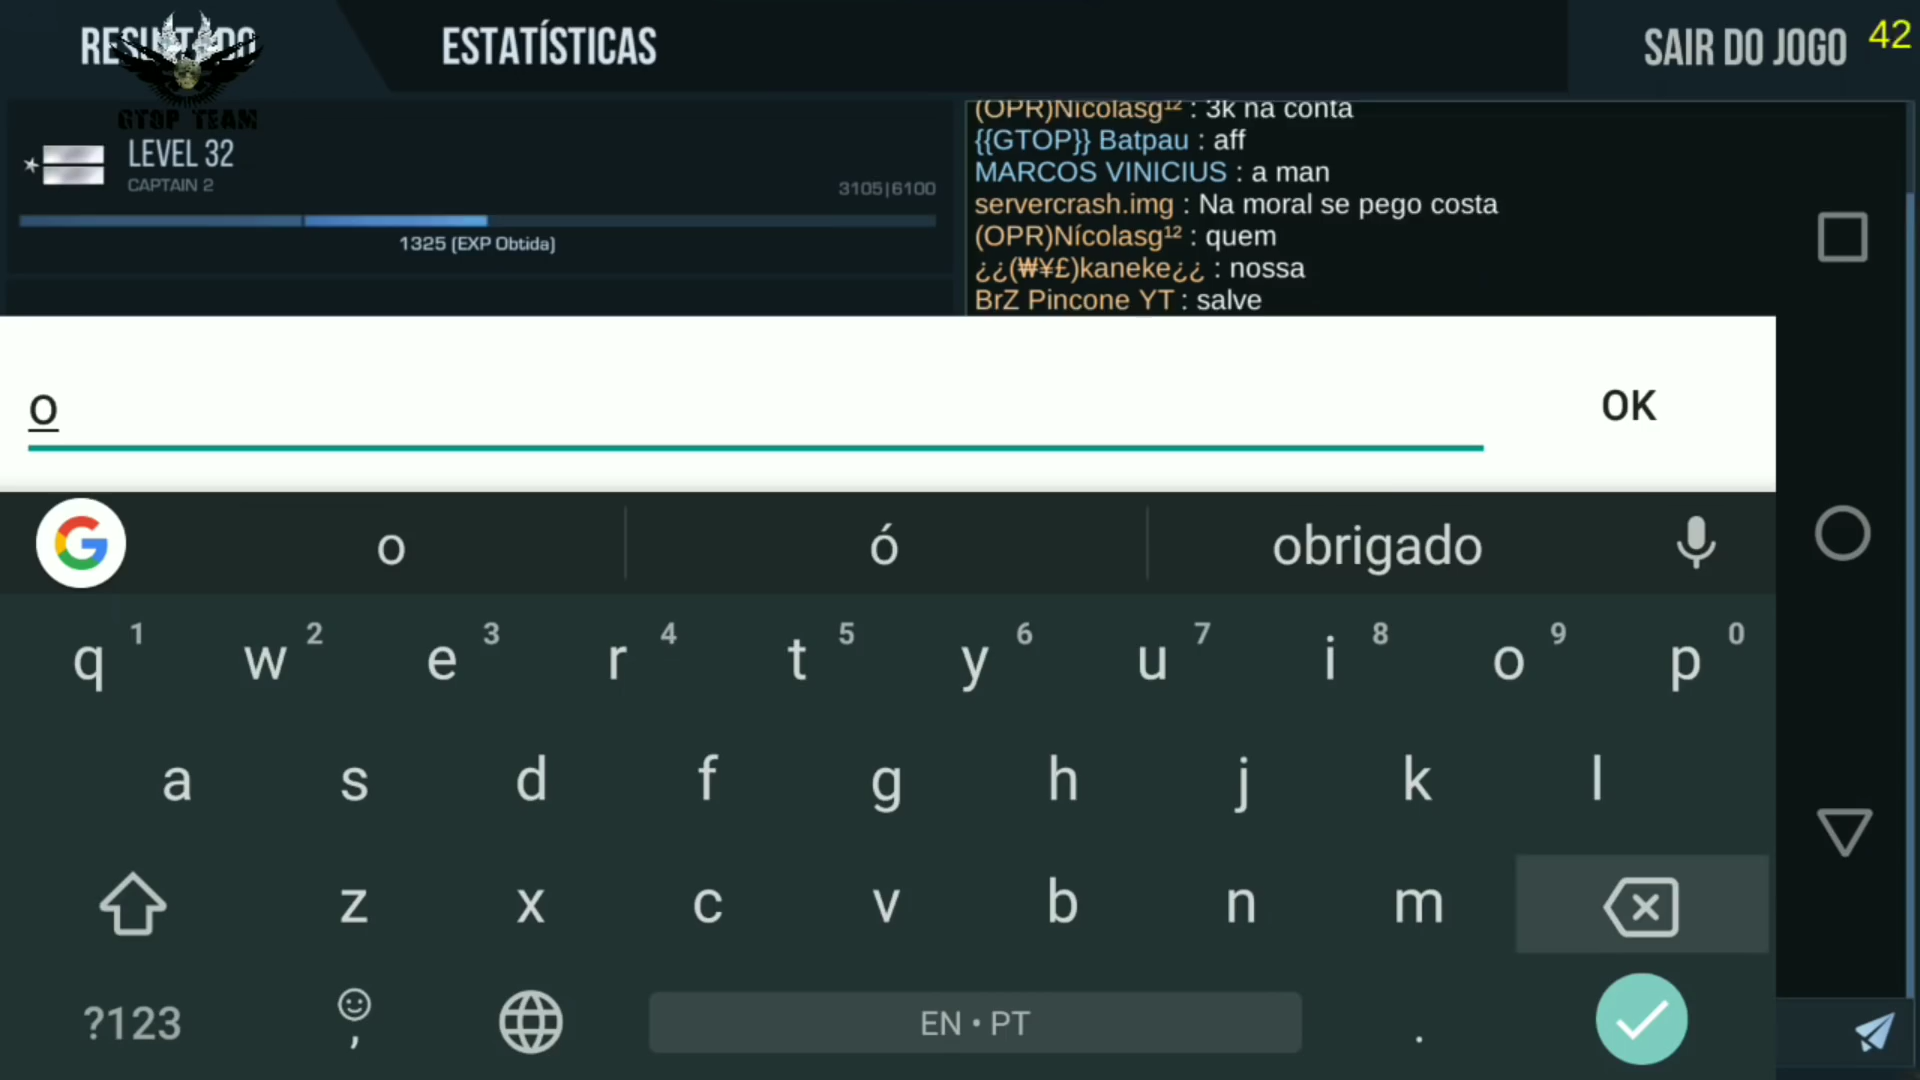 RESULTADO
ESTATÍSTICAS
SAIR DO JOGO
42
GTOP TEAM
LEVEL 32
CAPTAIN 2
3105|6100
1325 (EXP Obtida)
(OPR)Nícolasg¹² : 3k na conta
{{GTOP}} Batpau : aff
MARCOS VINICIUS : a man
servercrash.img : Na moral se pego costa
(OPR)Nícolasg¹² : quem
¿¿(₩¥£)kaneke¿¿ : nossa
BrZ Pincone YT : salve
o
OK
o ó obrigado
1 2 3 4 5 6 7 8 9 0
q w e r t y u i o p
a s d f g h j k l
z x c v b n m
?123 , EN • PT .